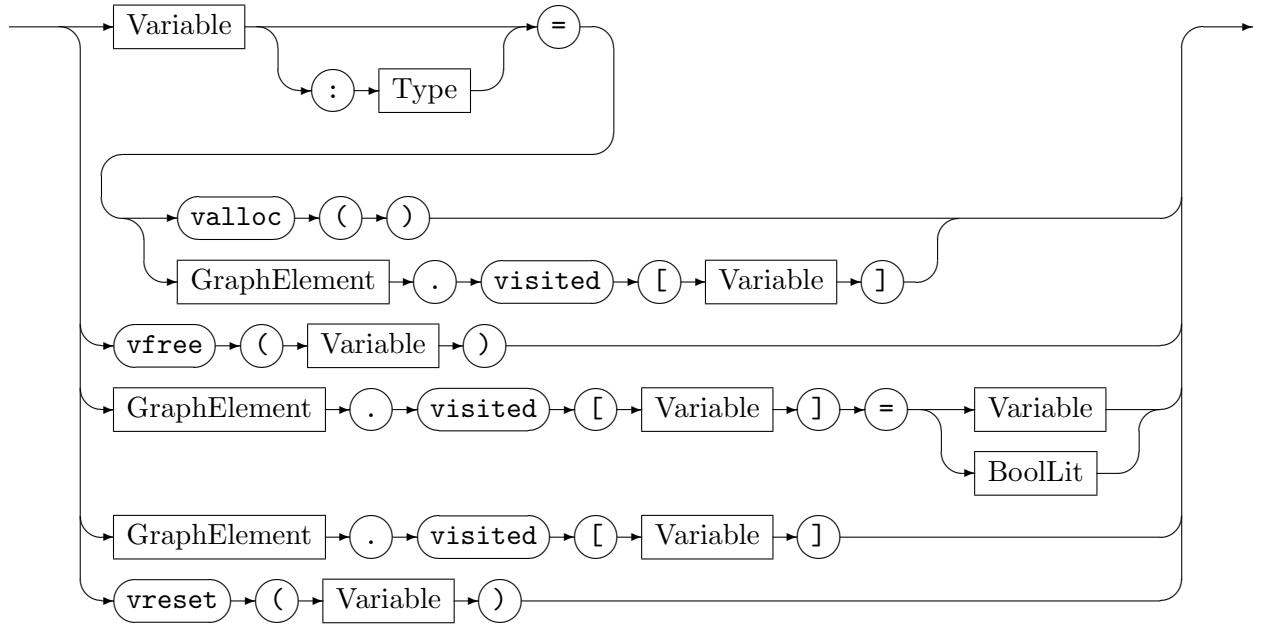 Variable =
: Type
valloc ( )
GraphElement . visited [ Variable ]
vfree ( Variable )
GraphElement . visited [ Variable ] = Variable
BoolLit
GraphElement . visited [ Variable ]
vreset ( Variable )